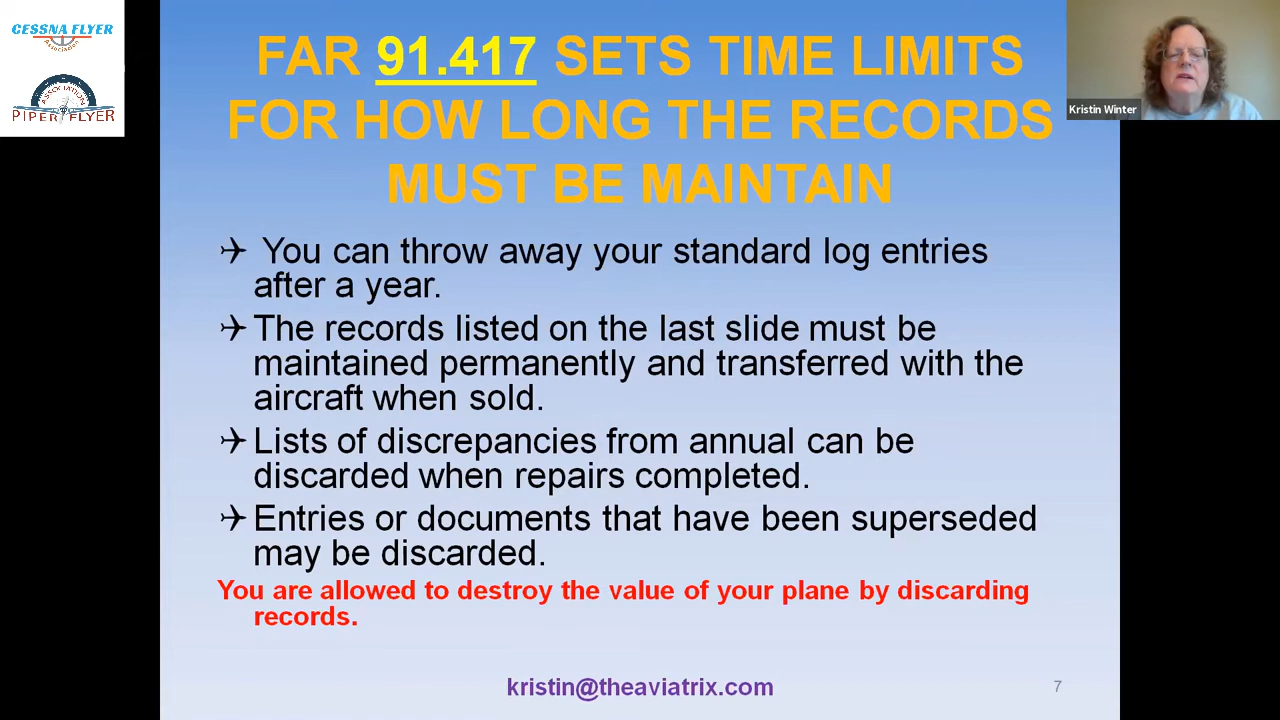 CESSNA FLYER
Association
ASSOCIATION
PIPER FLYER
FAR 91.417 SETS TIME LIMITS
FOR HOW LONG THE RECORDS
MUST BE MAINTAIN
Kristin Winter
You can throw away your standard log entries
after a year.
The records listed on the last slide must be
maintained permanently and transferred with the
aircraft when sold.
Lists of discrepancies from annual can be
discarded when repairs completed.
Entries or documents that have been superseded
may be discarded.
You are allowed to destroy the value of your plane by discarding
records.
kristin@theaviatrix.com
7